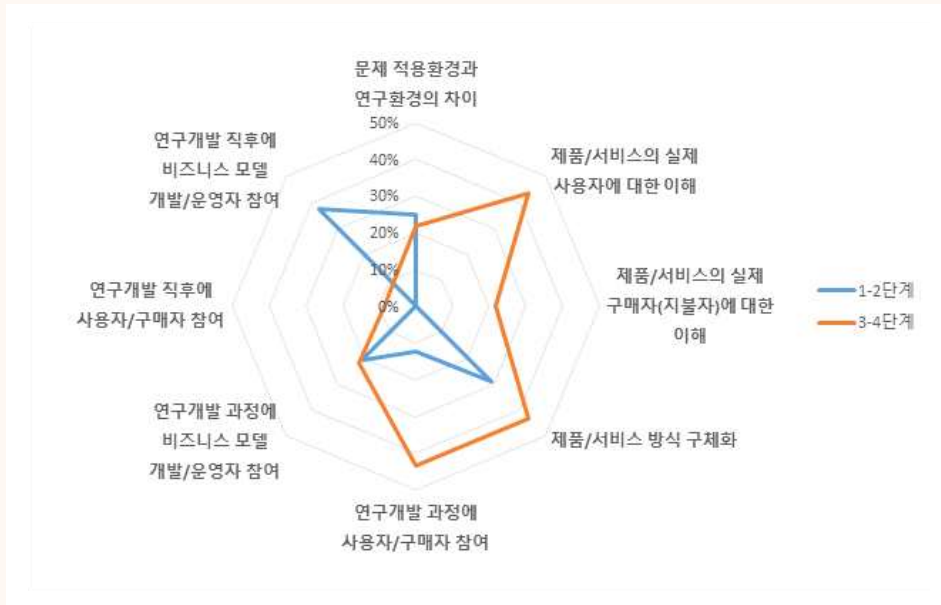 문제 적용환경과
연구환경의 차이
50%
40%
30%
20%
10%
0%
제품/서비스의 실제
사용자에 대한 이해
제품/서비스의 실제
구매자(지불자)에 대한
이해
제품/서비스 방식 구체화
연구개발 과정에
사용자/구매자 참여
연구개발 과정에
비즈니스 모델
개발/운영자 참여
연구개발 직후에
사용자/구매자 참여
연구개발 직후에
비즈니스 모델
개발/운영자 참여
1-2단계
3-4단계